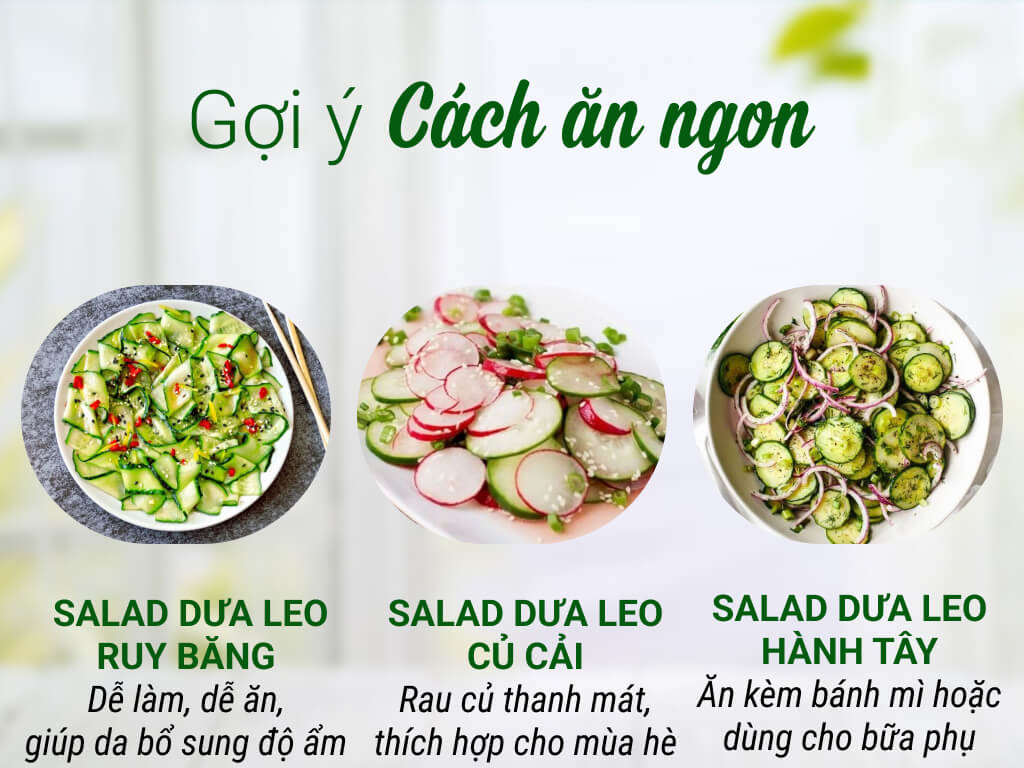 Gợi ý Cách ăn ngon
SALAD DƯA LEO
RUY BĂNG
Dễ làm, dễ ăn,
giúp da bổ sung độ ẩm
SALAD DƯA LEO
CỦ CẢI
Rau củ thanh mát,
thích hợp cho mùa hè
SALAD DƯA LEO
HÀNH TÂY
Ăn kèm bánh mì hoặc
dùng cho bữa phụ